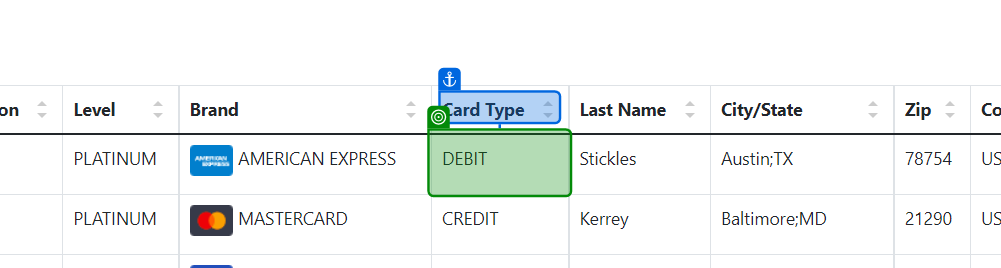 on Level Brand Card Type Last Name City/State Zip Co
PLATINUM AMERICAN EXPRESS AMERICAN EXPRESS DEBIT Stickles Austin;TX 78754 US
PLATINUM MASTERCARD CREDIT Kerrey Baltimore;MD 21290 US